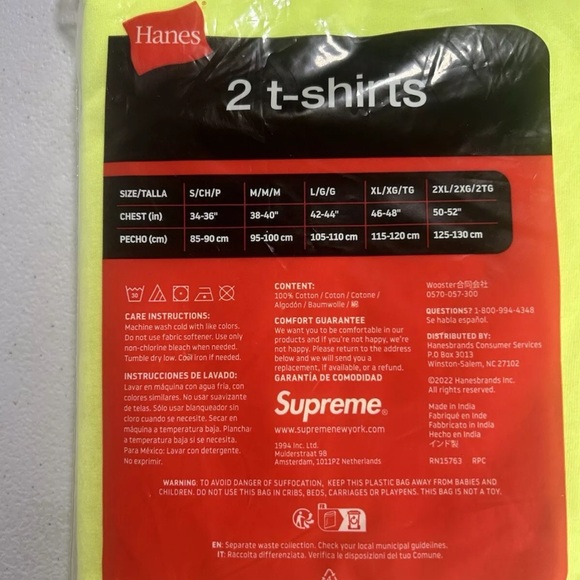 Hanes
2 t-shirts
SIZE/TALLA S/CH/P M/M/M L/G/G XL/XG/TG 2XL/2XG/2TG
CHEST (in) 34-36" 38-40" 42-44" 46-48" 50-52"
PECHO (cm) 85-90 cm 95-100 cm 105-110 cm 115-120 cm 125-130 cm
30
CARE INSTRUCTIONS:
Machine wash cold with like colors.
Do not use fabric softener. Use only
non-chlorine bleach when needed.
Tumble dry low. Cool iron if needed.
INSTRUCCIONES DE LAVADO:
Lavar en máquina con agua fria, con
colores similares. No usar suavizante
de telas. Sólo usar blanqueador sin
cloro cuando se necesite. Secar en
máquina a temperatura baja. Planchar
a temperatura baja si se necesita.
Para México: Lavar con detergente.
No exprimir.
CONTENT:
100% Cotton / Coton / Cotone /
Algodón / Baumwolle / 綿
COMFORT GUARANTEE
We want you to be comfortable in our
products and if you're not happy, we're
not happy. Please return to the address
below and we will send you a
replacement, if available, or a refund.
GARANTÍA DE COMODIDAD
Supreme®
www.supremenewyork.com
1994 Inc. Ltd.
Muiderstraat 9B
Amsterdam, 1011PZ Netherlands
Wooster合同会社
0570-057-300
QUESTIONS? 1-800-994-4348
Se habla español.
DISTRIBUTED BY:
Hanesbrands Consumer Services
P.O Box 3013
Winston-Salem, NC 27102
©2022 Hanesbrands Inc.
All rights reserved.
Made in India
Fabriqué en Inde
Fabbricato in India
Hecho en India
インド製
RN15763 RPC
WARNING: TO AVOID DANGER OF SUFFOCATION, KEEP THIS PLASTIC BAG AWAY FROM BABIES AND
CHILDREN. DO NOT USE THIS BAG IN CRIBS, BEDS, CARRIAGES OR PLAYPENS. THIS BAG IS NOT A TOY.
EN: Separate waste collection. Check your local municipal guidelines.
IT: Raccolta differenziata. Verifica le disposizioni del tuo Comune.